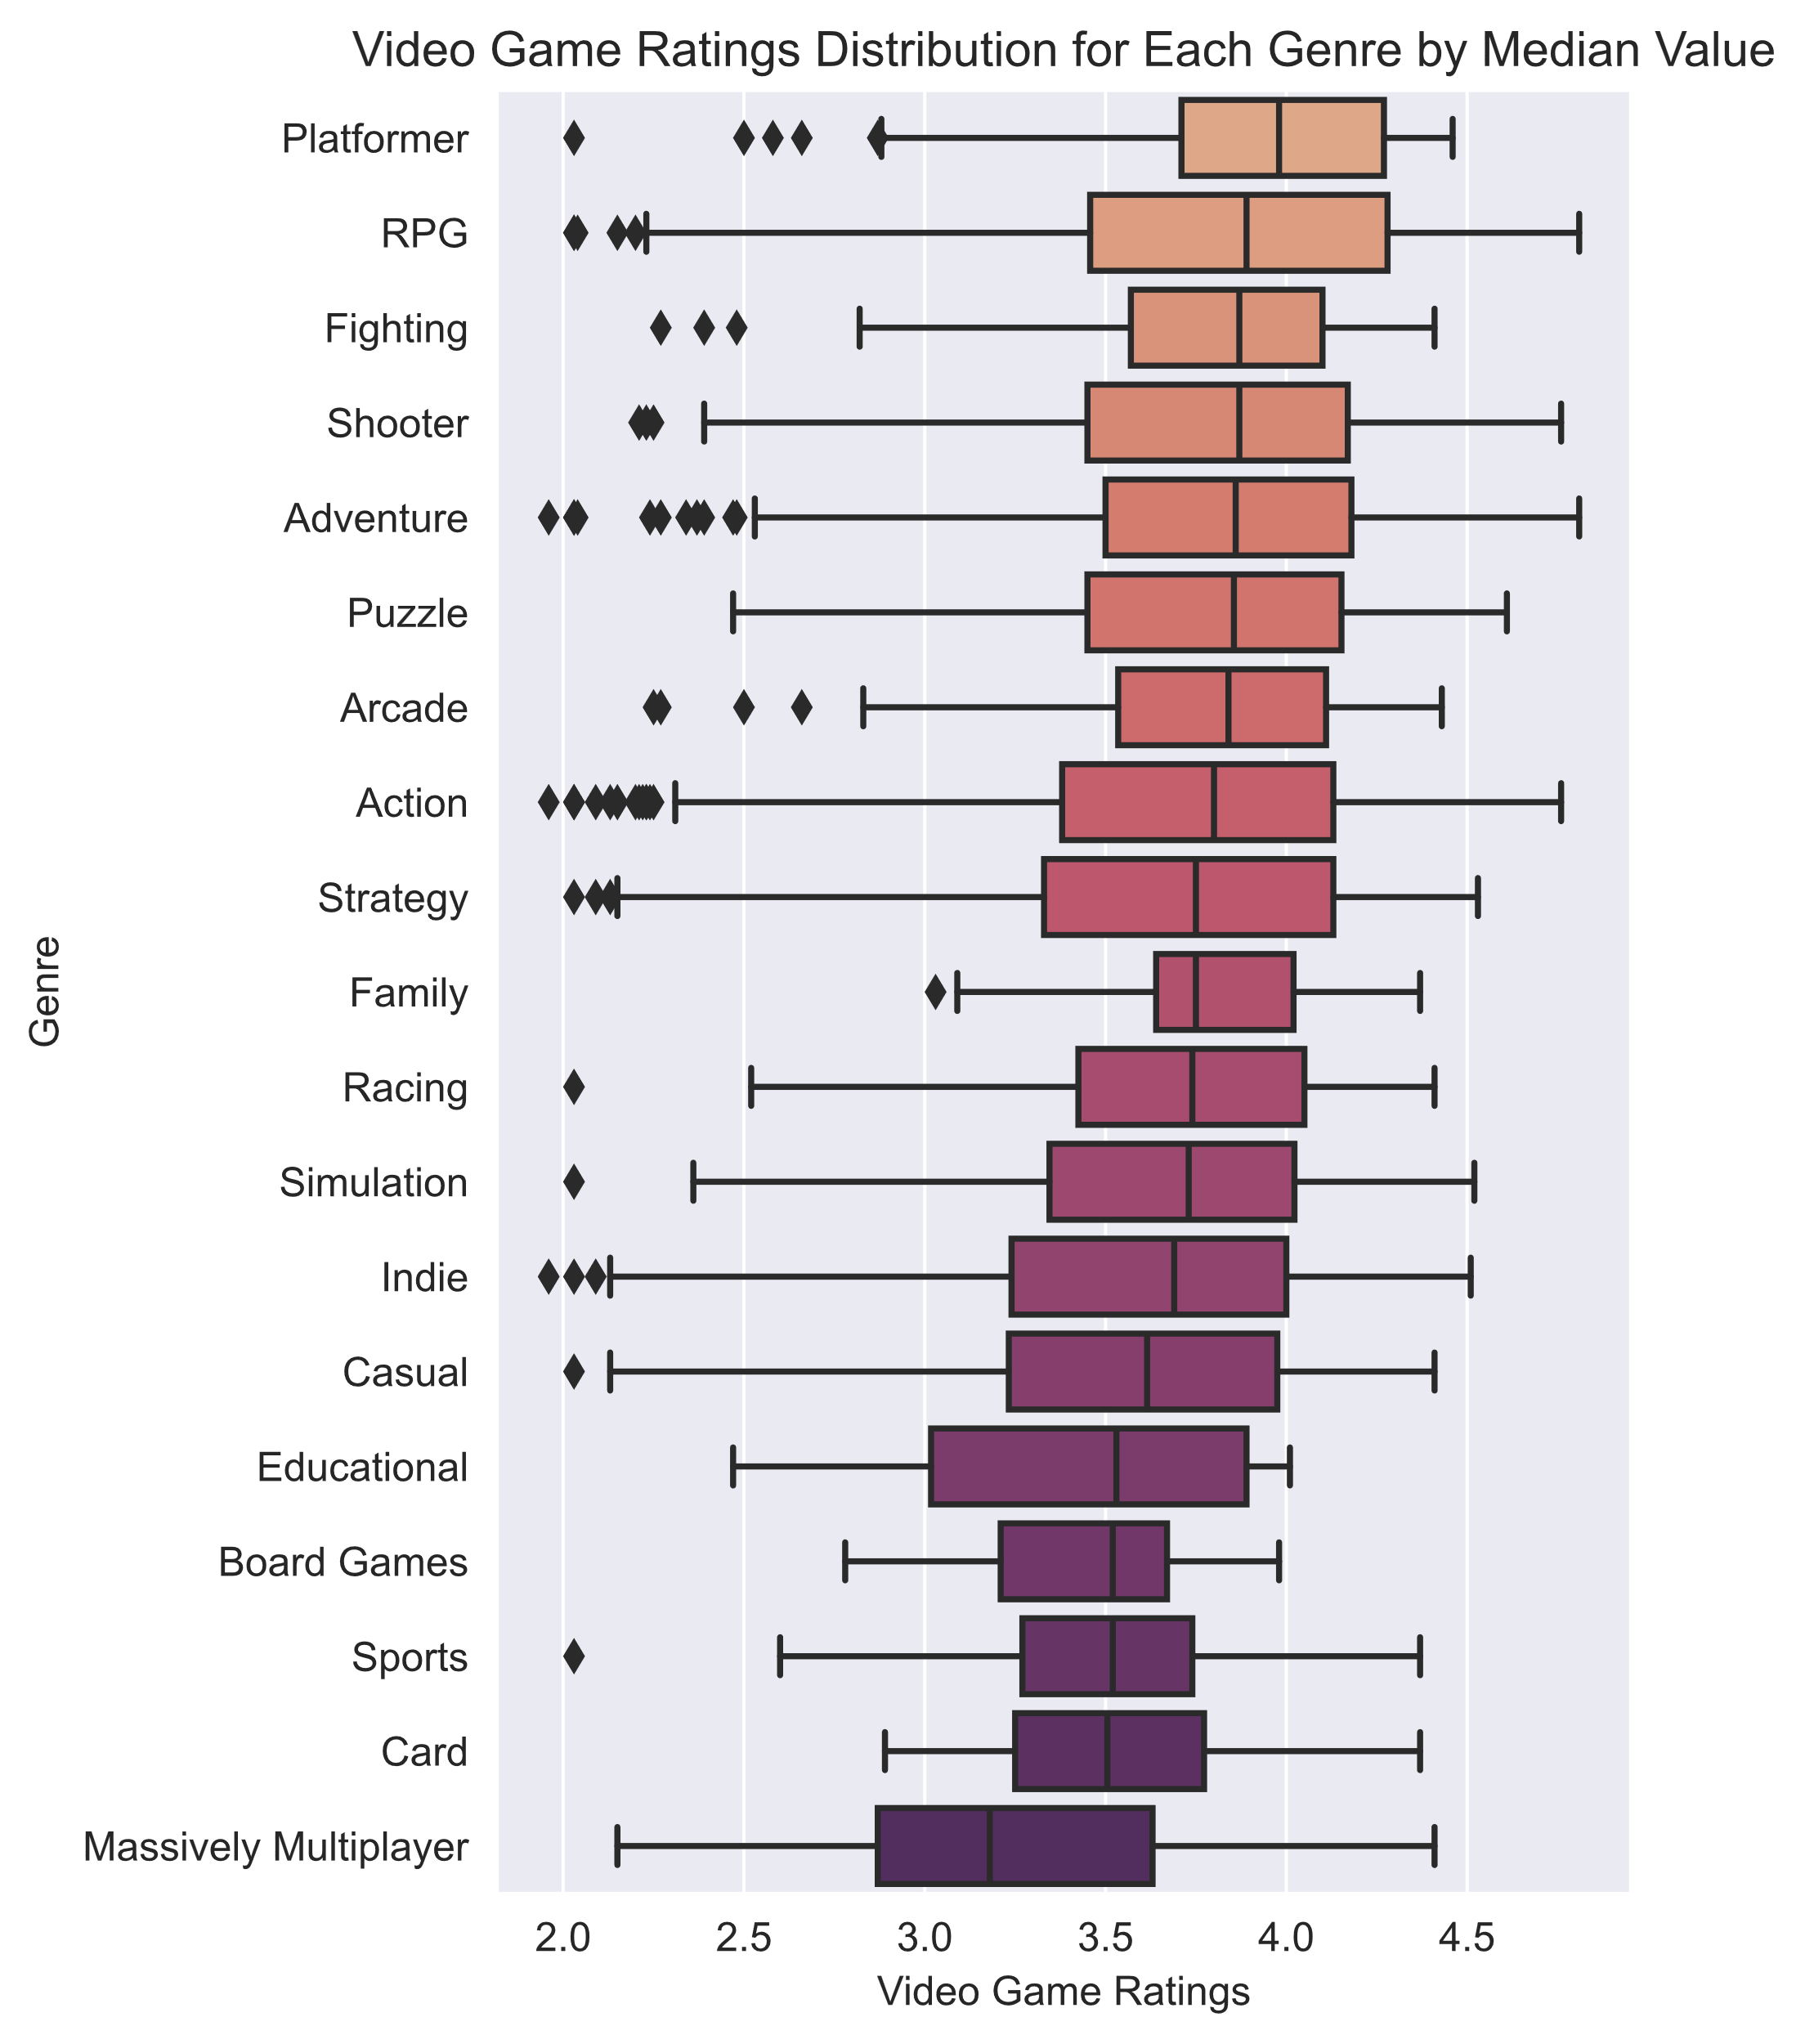 Video Game Ratings Distribution for Each Genre by Median Value
Platformer
RPG
Fighting
Shooter
Adventure
Puzzle
Arcade
Action
Strategy
Family
Racing
Simulation
Indie
Casual
Educational
Board Games
Sports
Card
Massively Multiplayer
Genre
2.0 2.5 3.0 3.5 4.0 4.5
Video Game Ratings